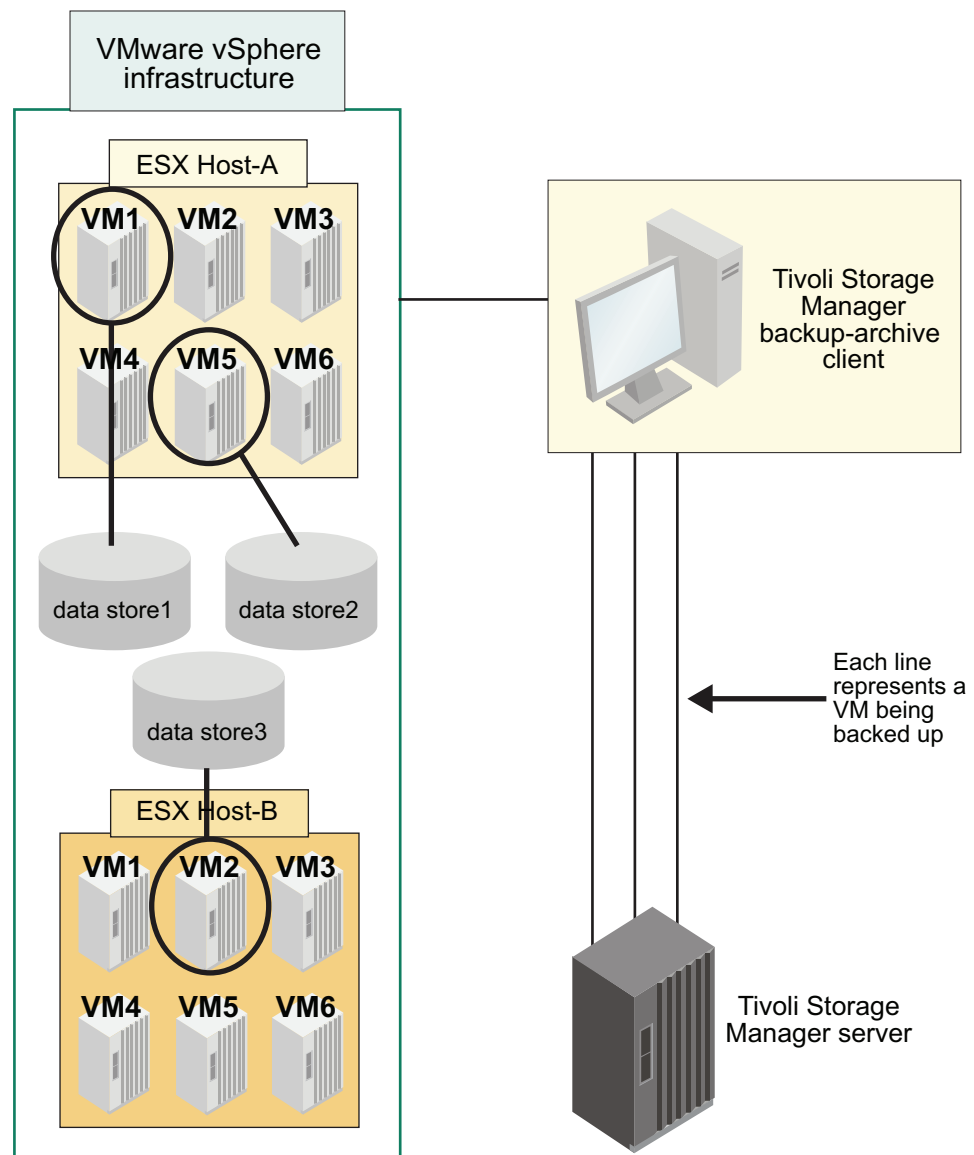 VMware vSphere
infrastructure
ESX Host-A
VM1 VM2 VM3
VM4 VM5 VM6
data store1 data store2
data store3
ESX Host-B
VM1 VM2 VM3
VM4 VM5 VM6
Tivoli Storage
Manager
backup-archive
client
Each line
represents a
VM being
backed up
Tivoli Storage
Manager server